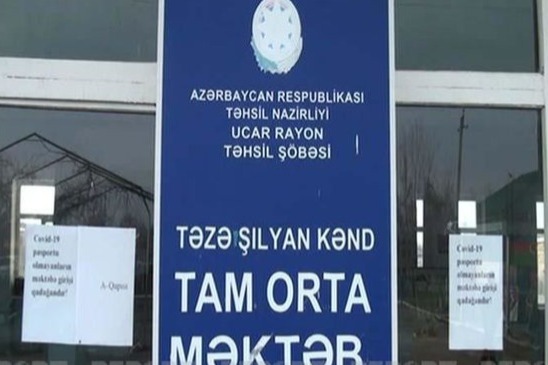 AZƏRBAYCAN RESPUBLİKASI
TƏHSİL NAZİRLİYİ
UCAR RAYON
TƏHSİL ŞÖBƏSİ
TƏZƏ ŞILYAN KƏND
TAM ORTA
MƏKTƏB
Covid-19
pasportu
olmayanların
məktəbə girişi
qadağandır!
A-Qapısı
Covid-19
pasportu
olmayanların
məktəbə girişi
qadağandır!